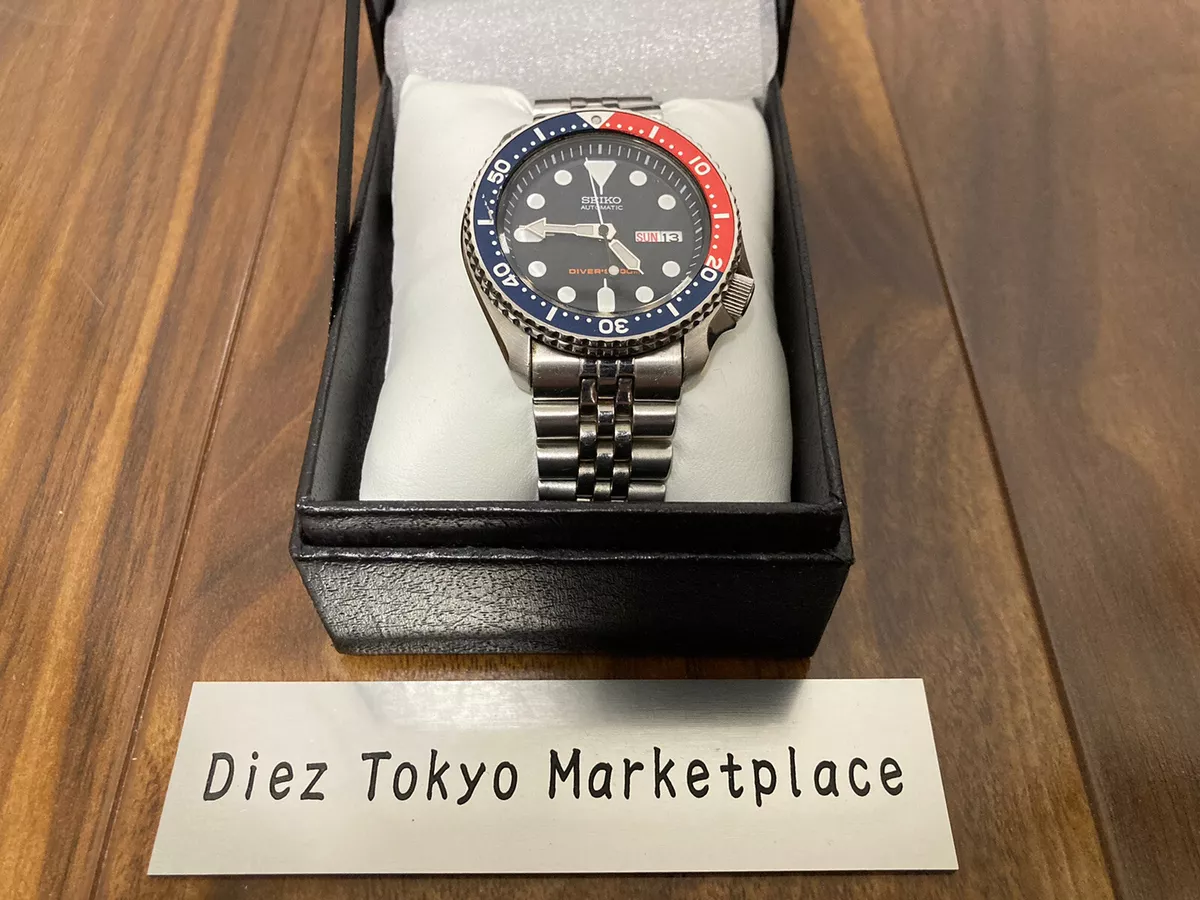 50
10
SEIKO
AUTOMATIC
SUN 13
40
20
30
Diez Tokyo Marketplace